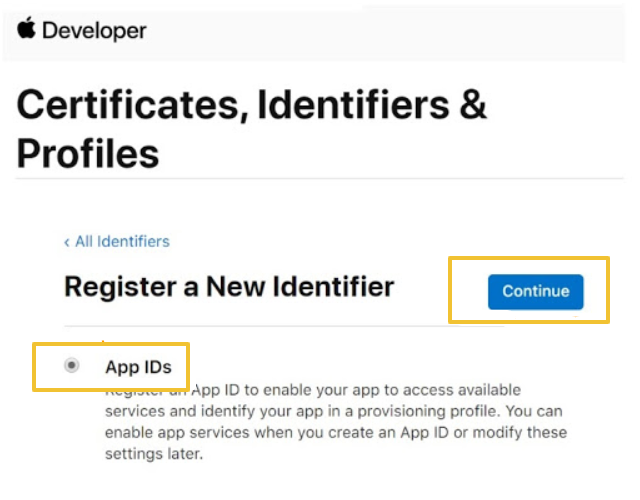 Developer
Certificates, Identifiers &
Profiles
‹ All Identifiers
Register a New Identifier
Continue
App IDs
Register an App ID to enable your app to access available
services and identify your app in a provisioning profile. You can
enable app services when you create an App ID or modify these
settings later.